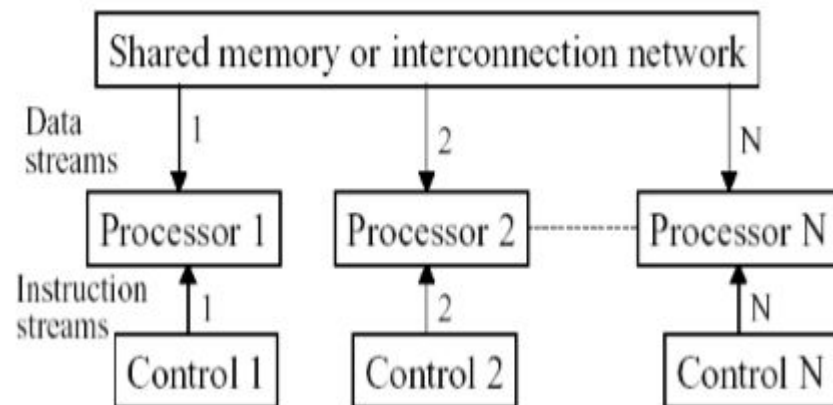 Shared memory or interconnection network
Data
streams
1
2
N
Processor 1
Processor 2
Processor N
Instruction
streams
1
2
N
Control 1
Control 2
Control N